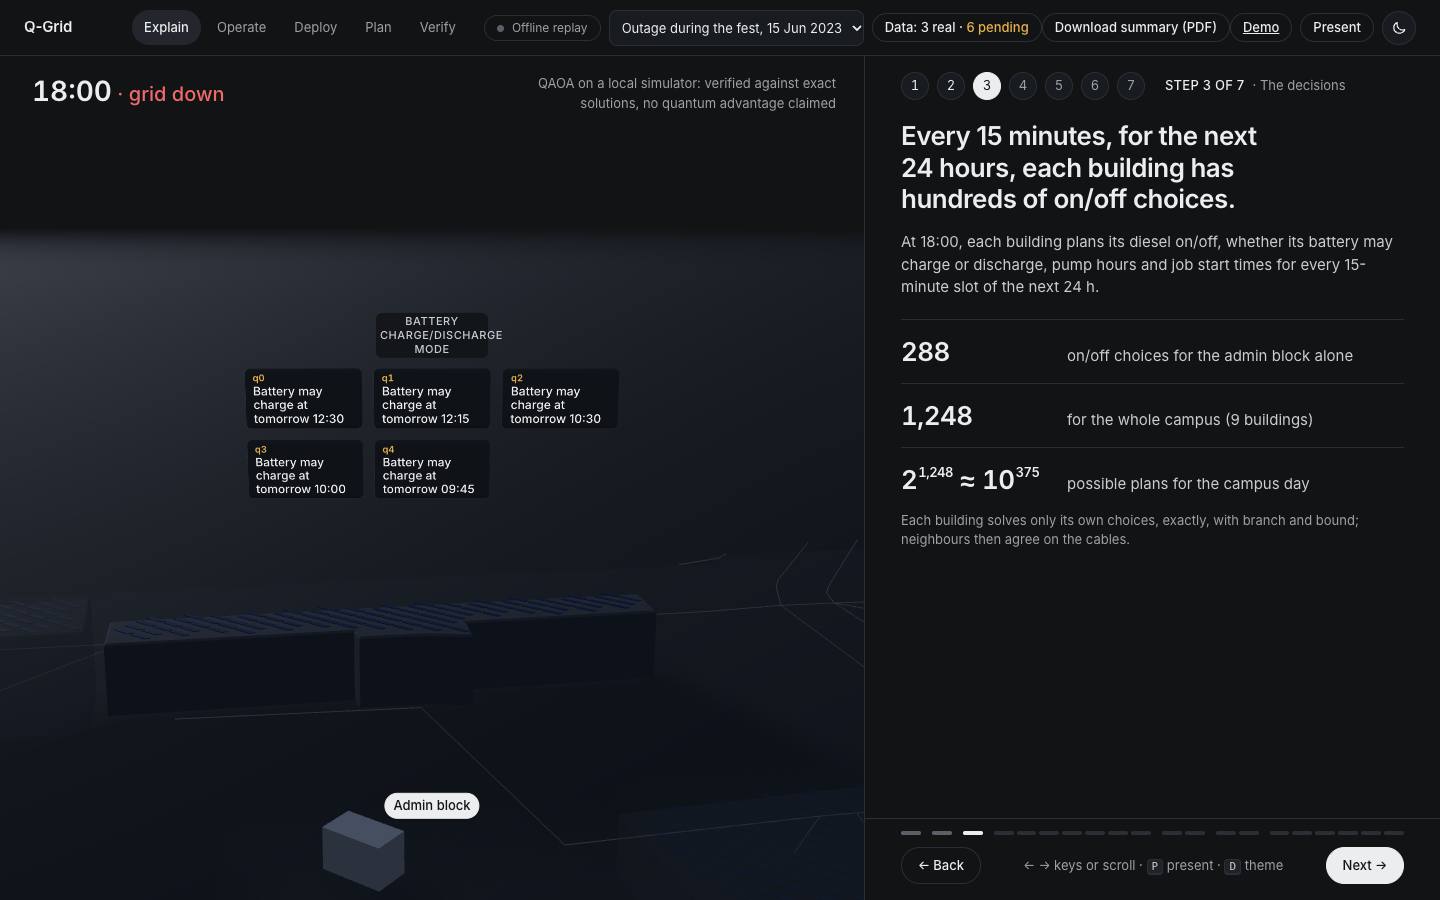 Q-Grid
Explain Operate Deploy Plan Verify
Offline replay
Outage during the fest, 15 Jun 2023
Data: 3 real · 6 pending
Download summary (PDF)
Demo
Present
18:00 · grid down
QAOA on a local simulator: verified against exact
solutions, no quantum advantage claimed
BATTERY
CHARGE/DISCHARGE
MODE
q0
Battery may
charge at
tomorrow 12:30
q1
Battery may
charge at
tomorrow 12:15
q2
Battery may
charge at
tomorrow 10:30
q3
Battery may
charge at
tomorrow 10:00
q4
Battery may
charge at
tomorrow 09:45
Admin block
1 2 3 4 5 6 7 STEP 3 OF 7 · The decisions
Every 15 minutes, for the next
24 hours, each building has
hundreds of on/off choices.
At 18:00, each building plans its diesel on/off, whether its battery may
charge or discharge, pump hours and job start times for every 15-
minute slot of the next 24 h.
288 on/off choices for the admin block alone
1,248 for the whole campus (9 buildings)
2^1,248 ≈ 10^375 possible plans for the campus day
Each building solves only its own choices, exactly, with branch and bound;
neighbours then agree on the cables.
← Back
← → keys or scroll · P present · D theme
Next →